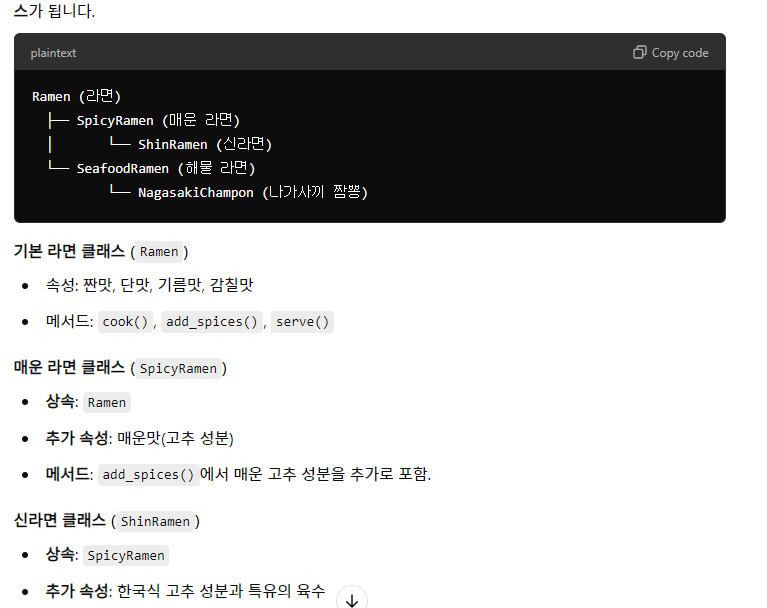 스가 됩니다.
plaintext
Copy code
Ramen (라면)
├── SpicyRamen (매운 라면)
│       └── ShinRamen (신라면)
└── SeafoodRamen (해물 라면)
        └── NagasakiChampon (나가사끼 짬뽕)
기본 라면 클래스 (Ramen)
• 속성: 짠맛, 단맛, 기름맛, 감칠맛
• 메서드: cook(), add_spices(), serve()
매운 라면 클래스 (SpicyRamen)
• 상속: Ramen
• 추가 속성: 매운맛(고추 성분)
• 메서드: add_spices()에서 매운 고추 성분을 추가로 포함.
신라면 클래스 (ShinRamen)
• 상속: SpicyRamen
• 추가 속성: 한국식 고추 성분과 특유의 육수